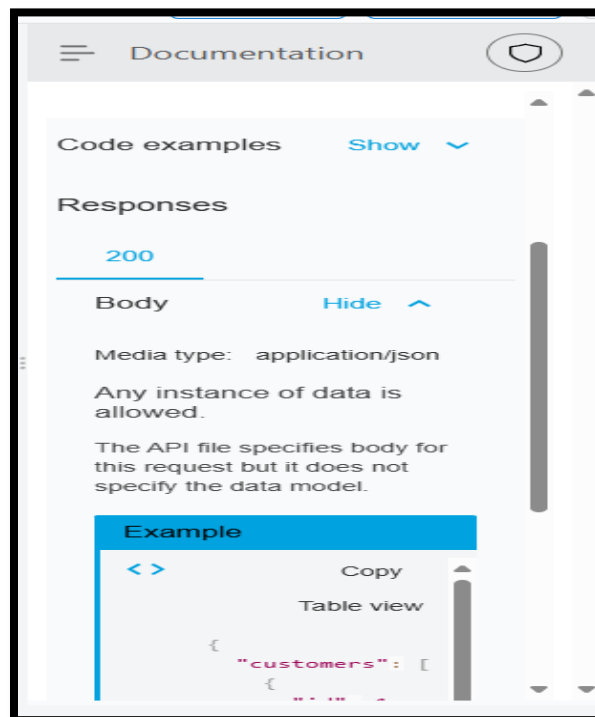 Documentation
Code examples Show
Responses
200
Body Hide
Media type: application/json
Any instance of data is
allowed.
The API file specifies body for
this request but it does not
specify the data model.
Example
< > Copy
Table view
{
"customers": [
{